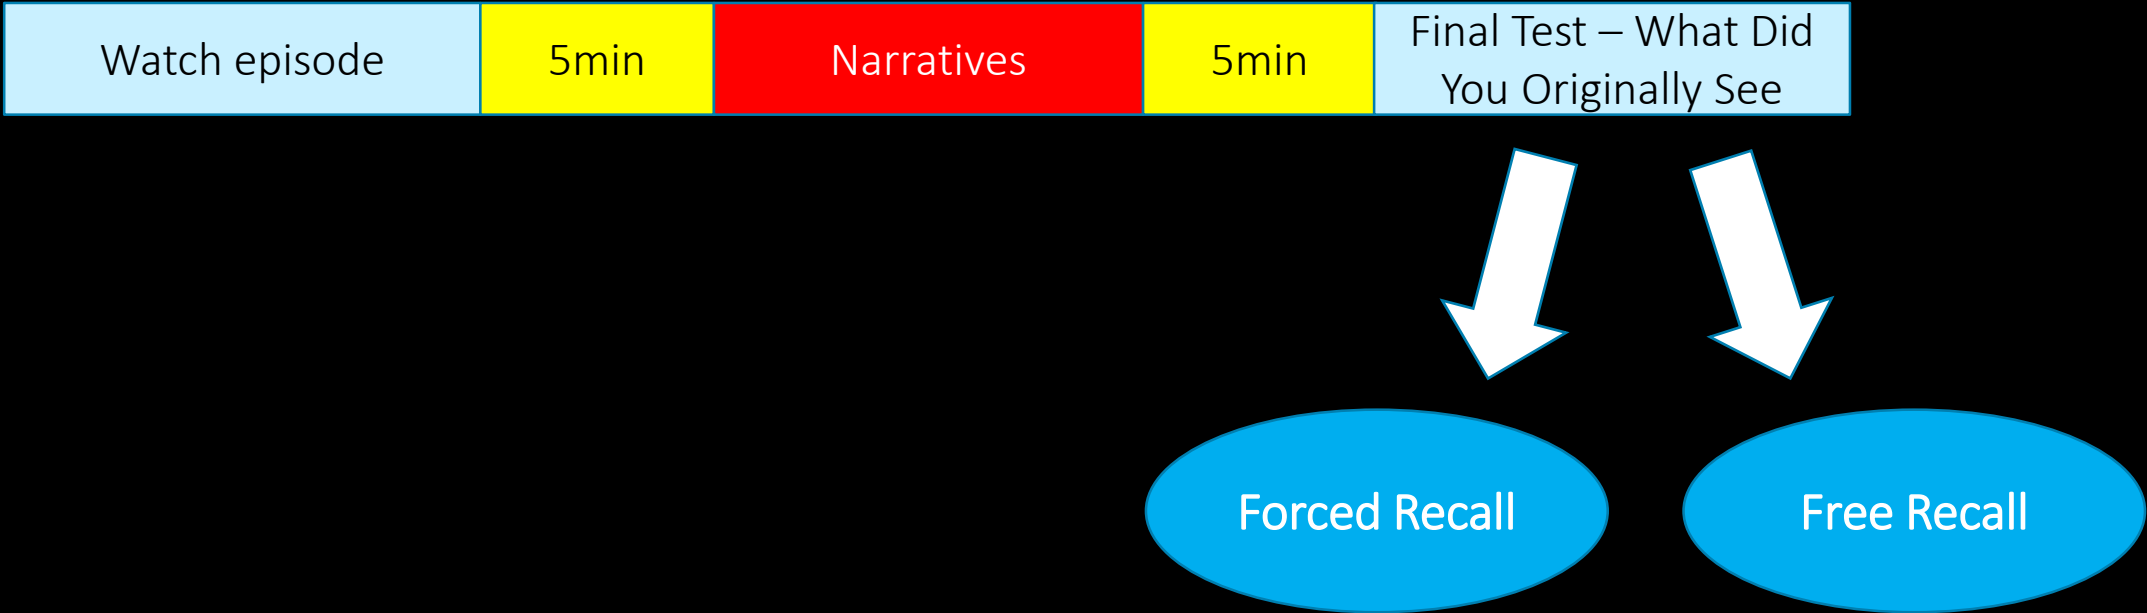 Watch episode
5min
Narratives
5min
Final Test – What Did
You Originally See
Forced Recall
Free Recall